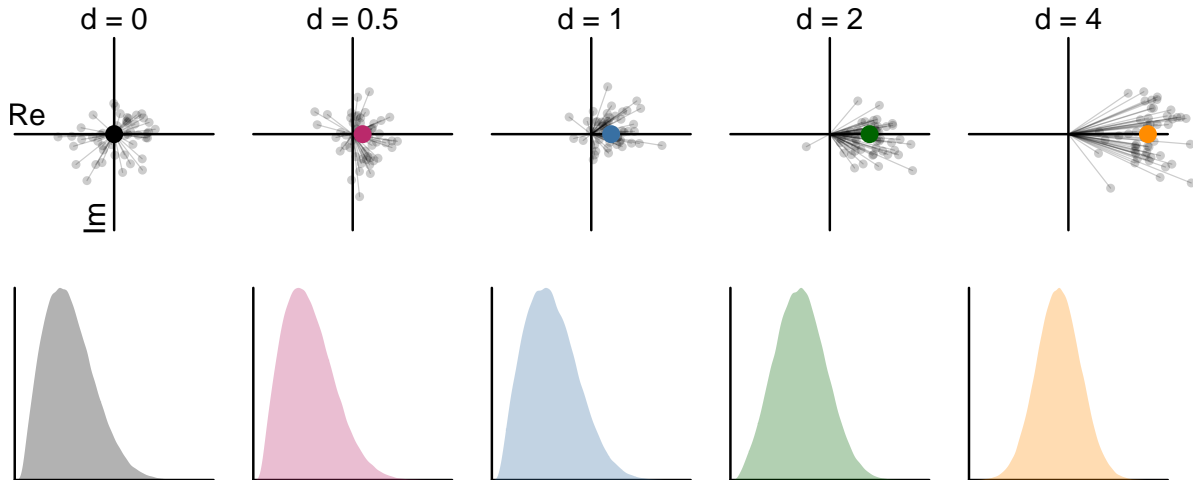 d = 0
d = 0.5
d = 1
d = 2
d = 4
Re
Im